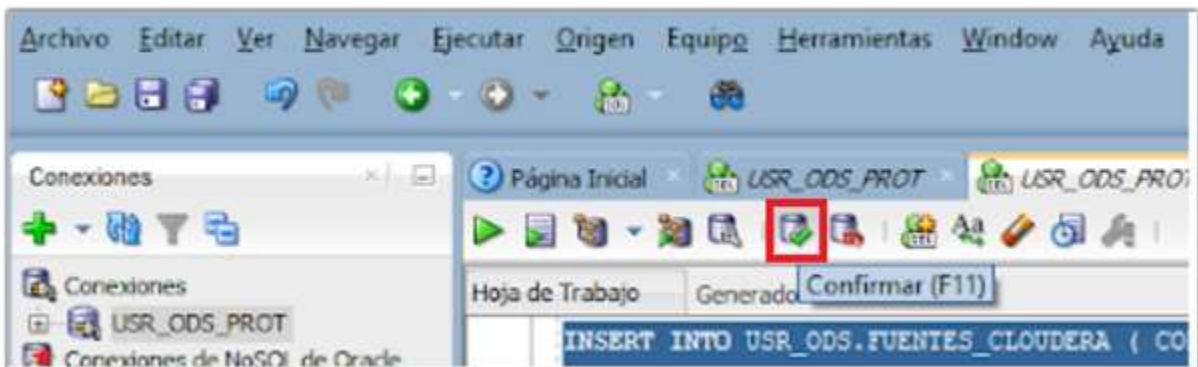 Archivo Editar Ver Navegar Ejecutar Origen Equipo Herramientas Window Ayuda
Conexiones
Página Inicial USR_ODS_PROT USR_ODS_PROT
Conexiones
USR_ODS_PROT
Conexiones de NoSQL de Oracle
Hoja de Trabajo Generado
Confirmar (F11)
INSERT INTO USR_ODS.FUENTES_CLOUDERA ( CO